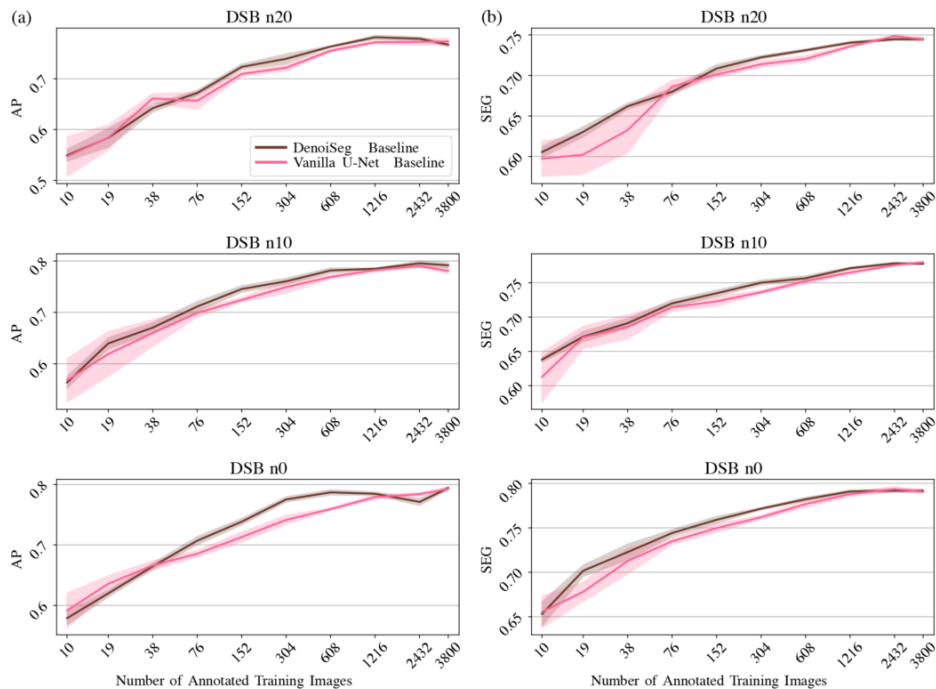 (a)
DSB n20
AP
0.7
0.6
0.5
DenoiSeg Baseline
Vanilla U-Net Baseline
10 19 38 76 152 304 608 1216 2432 3800
(b)
DSB n20
SEG
0.75
0.70
0.65
0.60
10 19 38 76 152 304 608 1216 2432 3800
DSB n10
AP
0.8
0.7
0.6
10 19 38 76 152 304 608 1216 2432 3800
DSB n10
SEG
0.75
0.70
0.65
0.60
10 19 38 76 152 304 608 1216 2432 3800
DSB n0
AP
0.8
0.7
0.6
10 19 38 76 152 304 608 1216 2432 3800
Number of Annotated Training Images
DSB n0
SEG
0.80
0.75
0.70
0.65
10 19 38 76 152 304 608 1216 2432 3800
Number of Annotated Training Images